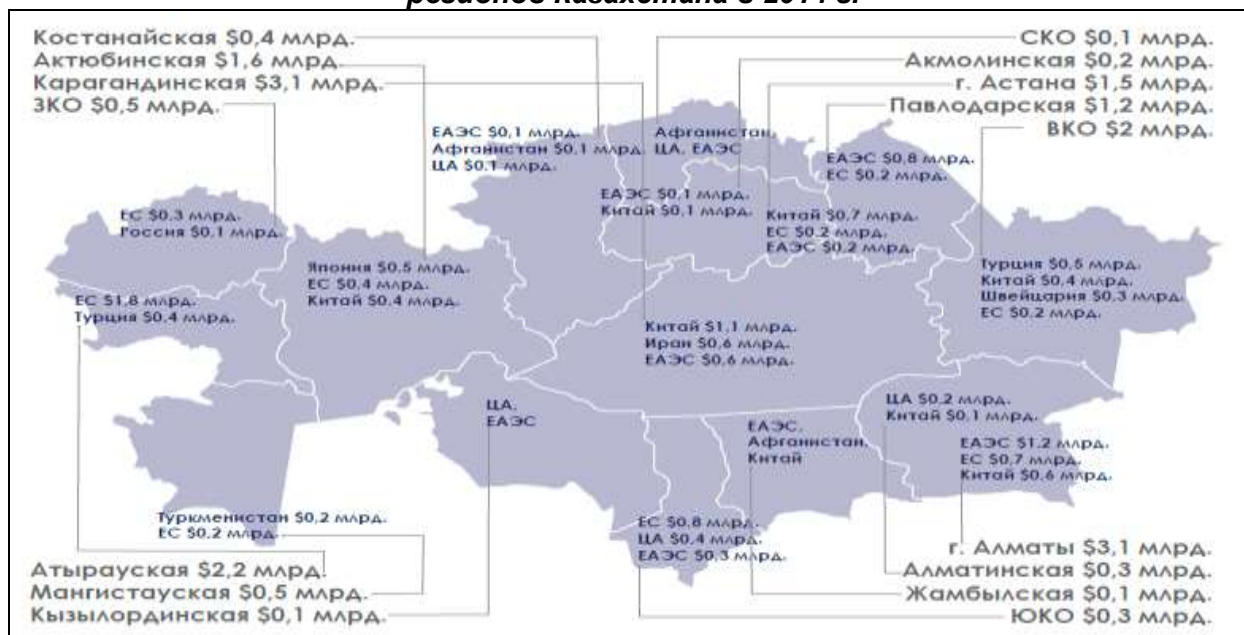 регионов Казахстана в 2014 г.
Костанайская $0,4 млрд.
Актюбинская $1,6 млрд.
Карагандинская $3,1 млрд.
ЗКО $0,5 млрд.
СКО $0,1 млрд.
Акмолинская $0,2 млрд.
г. Астана $1,5 млрд.
Павлодарская $1,2 млрд.
ВКО $2 млрд.
ЕАЭС $0,1 млрд.
Афганистан $0,1 млрд.
ЦА $0,1 млрд.
Афганистан,
ЦА, ЕАЭС
ЕАЭС $0,8 млрд.
ЕС $0,2 млрд.
ЕАЭС $0,1 млрд.
Китай $0,1 млрд.
Китай $0,7 млрд.
ЕС $0,2 млрд.
ЕАЭС $0,2 млрд.
ЕС $0,3 млрд.
Россия $0,1 млрд.
Япония $0,5 млрд.
ЕС $0,4 млрд.
Китай $0,4 млрд.
Турция $0,5 млрд.
Китай $0,4 млрд.
Швейцария $0,3 млрд.
ЕС $0,2 млрд.
ЕС $1,8 млрд.
Турция $0,4 млрд.
Китай $1,1 млрд.
Иран $0,6 млрд.
ЕАЭС $0,6 млрд.
ЦА,
ЕАЭС
ЕАЭС,
Афганистан,
Китай
ЦА $0,2 млрд.
Китай $0,1 млрд.
ЕАЭС $1,2 млрд.
ЕС $0,7 млрд.
Китай $0,6 млрд.
Туркменистан $0,2 млрд.
ЕС $0,2 млрд.
ЕС $0,8 млрд.
ЦА $0,4 млрд.
ЕАЭС $0,3 млрд.
Атырауская $2,2 млрд.
Мангистауская $0,5 млрд.
Кызылординская $0,1 млрд.
г. Алматы $3,1 млрд.
Алматинская $0,3 млрд.
Жамбылская $0,1 млрд.
ЮКО $0,3 млрд.